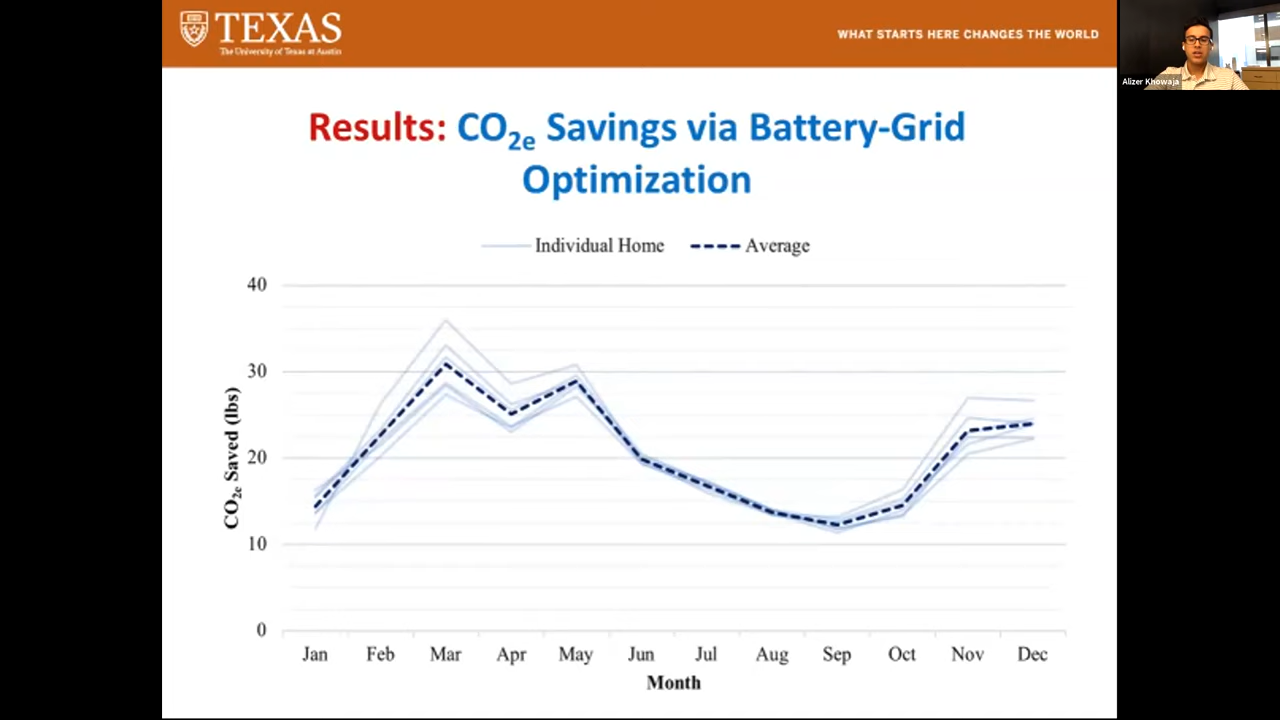 TEXAS
The University of Texas at Austin
WHAT STARTS HERE CHANGES THE WORLD
Alizer Khowaja
Results: CO2e Savings via Battery-Grid
Optimization
Individual Home Average
40
30
20
10
0
CO2e Saved (lbs)
Jan Feb Mar Apr May Jun Jul Aug Sep Oct Nov Dec
Month